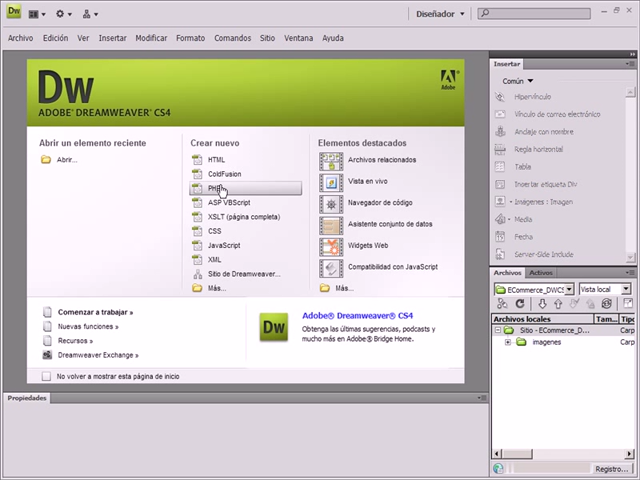 Dw
Diseñador
Archivo Edición Ver Insertar Modificar Formato Comandos Sitio Ventana Ayuda
Dw
ADOBE® DREAMWEAVER® CS4
Adobe
Abrir un elemento reciente
Abrir...
Crear nuevo
HTML
ColdFusion
PHP
ASP VBScript
XSLT (página completa)
CSS
JavaScript
XML
Sitio de Dreamweaver...
Más...
Elementos destacados
Archivos relacionados
Vista en vivo
Navegador de código
Asistente conjunto de datos
Widgets Web
Compatibilidad con JavaScript
Más...
Comenzar a trabajar »
Nuevas funciones »
Recursos »
Dreamweaver Exchange »
No volver a mostrar esta página de inicio
Dw
Adobe® Dreamweaver® CS4
Obtenga las últimas sugerencias, podcasts y
mucho más en Adobe® Bridge Home.
Propiedades
Insertar
Común
Hipervínculo
Vínculo de correo electrónico
Anclaje con nombre
Regla horizontal
Tabla
Insertar etiqueta Div
Imágenes : Imagen
Media
Fecha
Server-Side Include
Archivos Activos
ECommerce_DWCS Vista local
Archivos locales Tam... Tipo
Sitio - ECommerce_D... Carp
imagenes Carp
Registro...